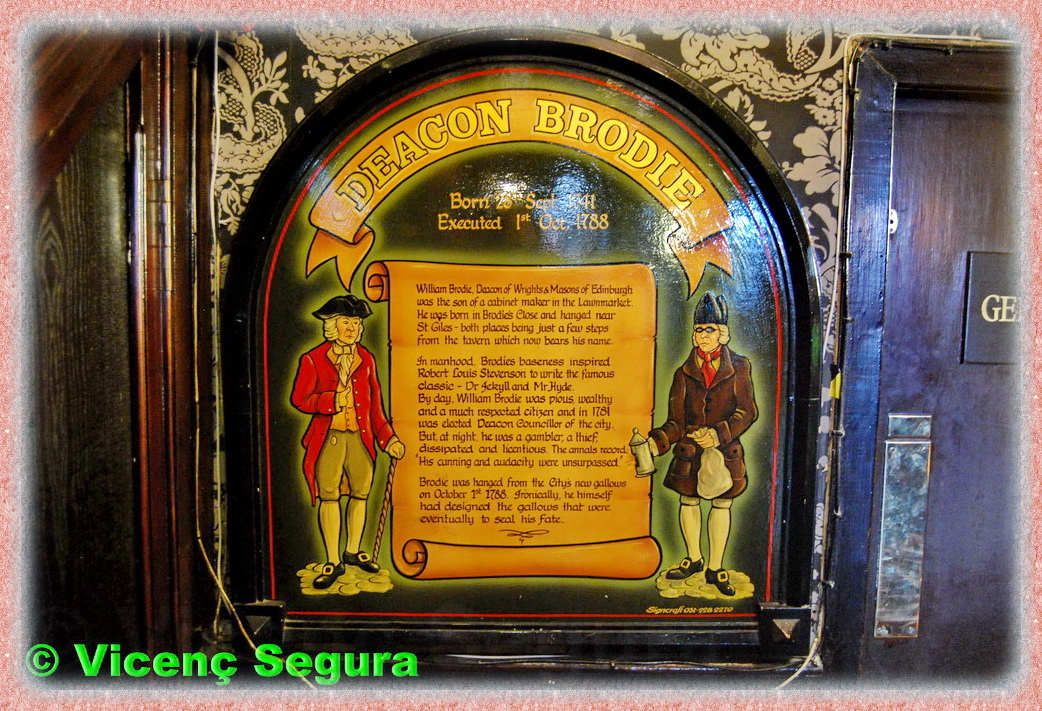 DEACON BRODIE
Born 28th Sept. 1741
Executed 1st Oct, 1788
William Brodie, Deacon of Wrights & Masons of Edinburgh
was the son of a cabinet maker in the Lawnmarket.
He was born in Brodie's Close and hanged near
St. Giles - both places being just a few steps
from the tavern which now bears his name.
In manhood, Brodies baseness inspired
Robert Louis Stevenson to write the famous
classic - Dr Jekyll and Mr. Hyde.
By day, William Brodie was pious, wealthy
and a much respected citizen and in 1781
was elected Deacon Councillor of the city.
But, at night, he was a gambler, a thief,
dissipated and licentious. The annals record;
"His cunning and audacity were unsurpassed."
Brodie was hanged from the City's new gallows
on October 1st 1788. Ironically, he himself
had designed the gallows that were
eventually to seal his fate..
Signcraft 031-228 2270
GE
© Vicenç Segura